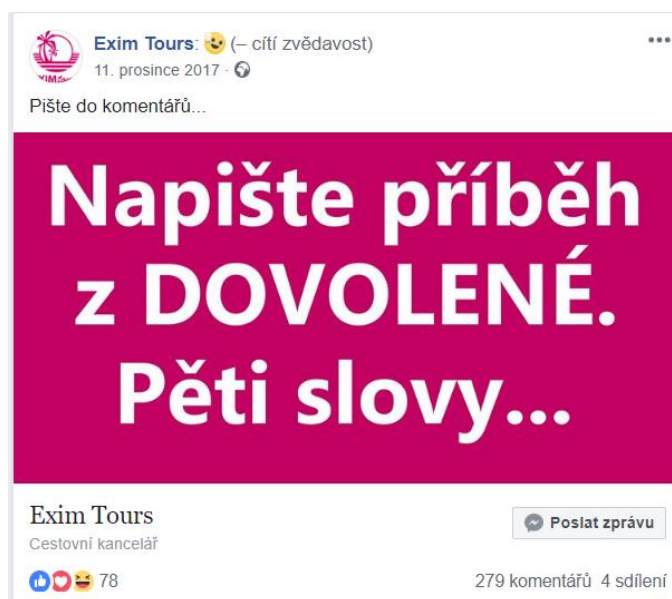 Exim Tours: (– cítí zvědavost)
11. prosince 2017 ·
Pište do komentářů...
Napište příběh
z DOVOLENÉ.
Pěti slovy...
Exim Tours
Cestovní kancelář
Poslat zprávu
78
279 komentářů 4 sdílení